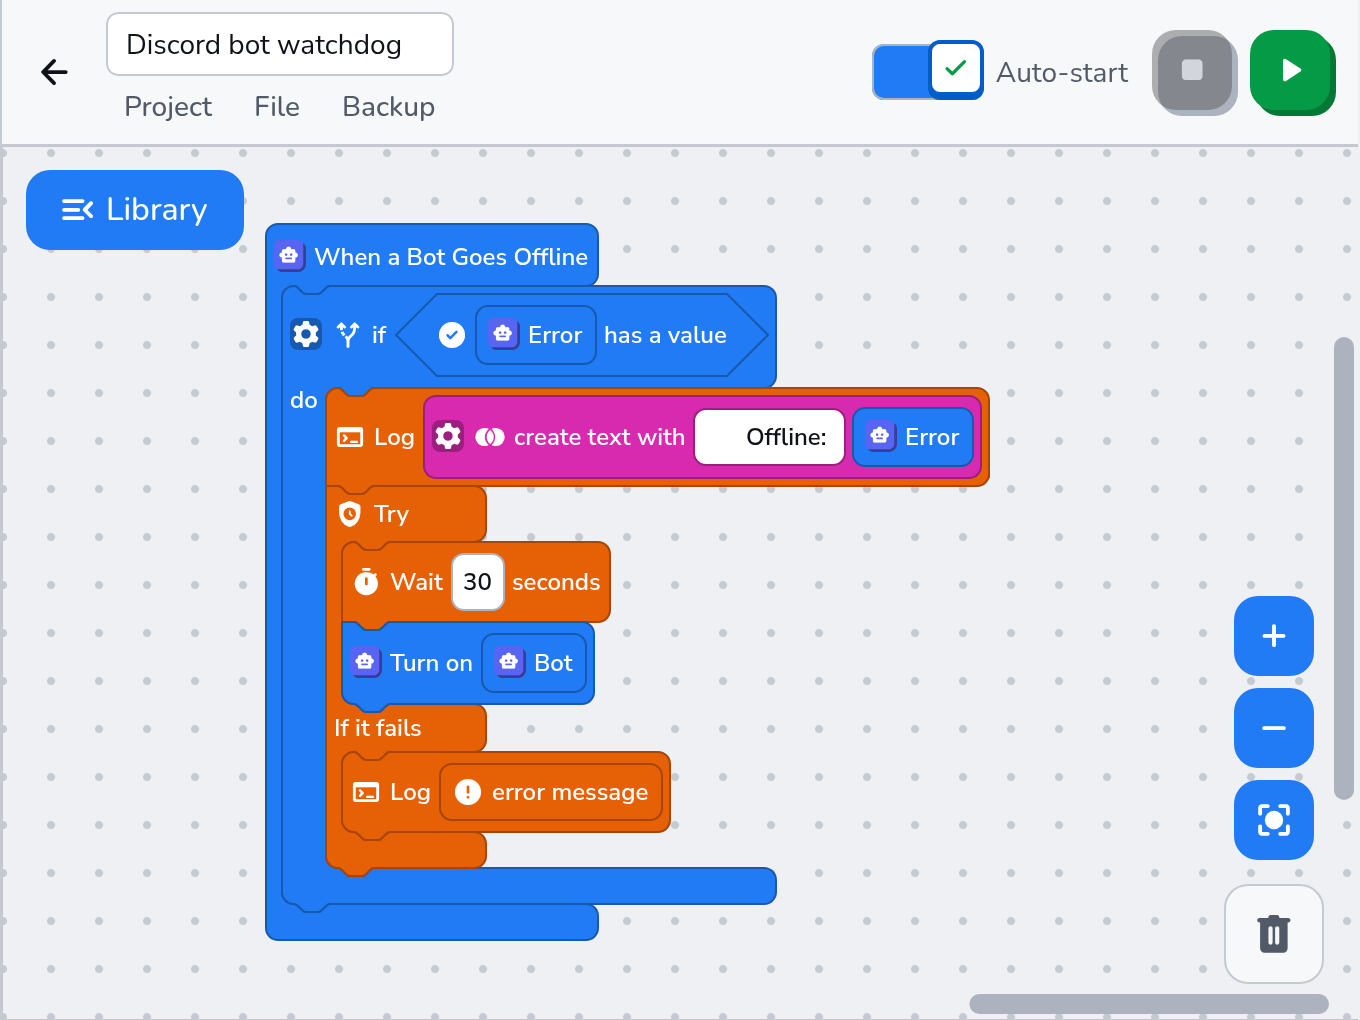 Discord bot watchdog
Project File Backup
Auto-start
Library
When a Bot Goes Offline
if Error has a value
do
Log create text with Offline: Error
Try
Wait 30 seconds
Turn on Bot
If it fails
Log error message